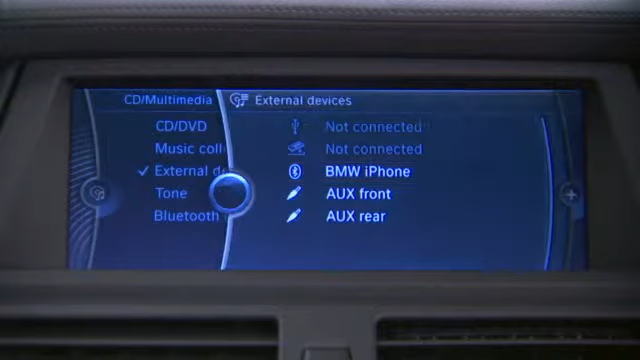 CD/Multimedia
External devices
CD/DVD
Not connected
Music coll
Not connected
External d
BMW iPhone
Tone
AUX front
Bluetooth
AUX rear